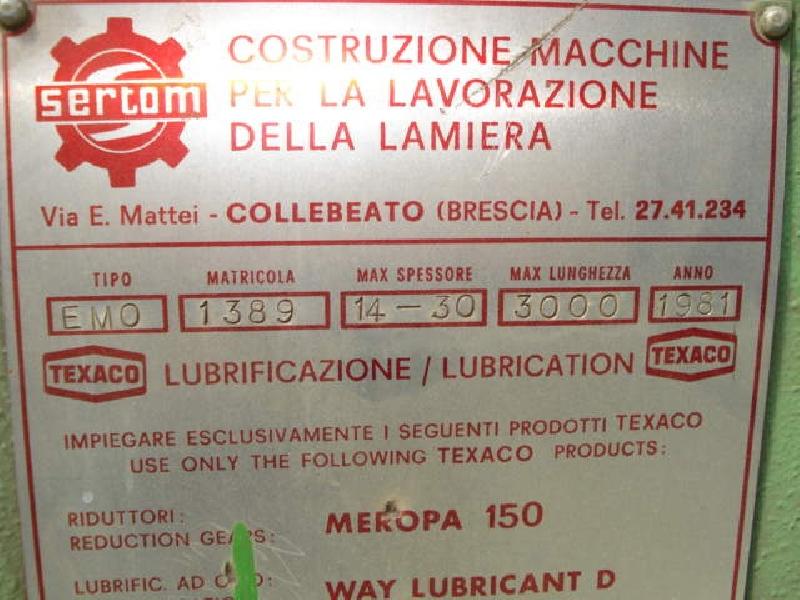 sertom
COSTRUZIONE MACCHINE
PER LA LAVORAZIONE
DELLA LAMIERA
Via E. Mattei - COLLEBEATO (BRESCIA) - Tel. 27.41.234
TIPO MATRICOLA MAX SPESSORE MAX LUNGHEZZA ANNO
EMO 1389 14-30 3000 1981
TEXACO LUBRIFICAZIONE / LUBRICATION TEXACO
IMPIEGARE ESCLUSIVAMENTE I SEGUENTI PRODOTTI TEXACO
USE ONLY THE FOLLOWING TEXACO PRODUCTS:
RIDUTTORI: MEROPA 150
REDUCTION GEARS:
LUBRIFIC. AD WAY LUBRICANT D